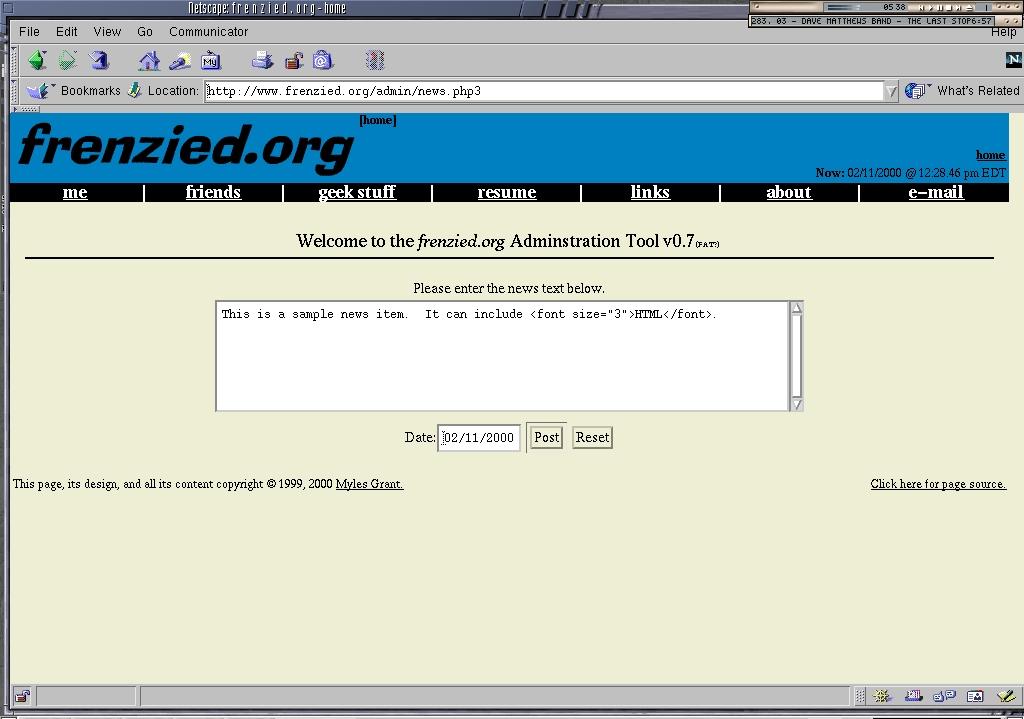 Netscape: f r e n z i e d . o r g - home
05 38
283. 03 - DAVE MATTHEWS BAND - THE LAST STOP6:57
File Edit View Go Communicator Help
My
N
Bookmarks Location: http://www.frenzied.org/admin/news.php3 What's Related
[home]
frenzied.org
home
Now: 02/11/2000 @ 12:28.46 pm EDT
me | friends | geek stuff | resume | links | about | e-mail
Welcome to the frenzied.org Adminstration Tool v0.7(FAT?)
Please enter the news text below.
This is a sample news item. It can include <font size="3">HTML</font>.
Date: 02/11/2000 Post Reset
This page, its design, and all its content copyright © 1999, 2000 Myles Grant. Click here for page source.